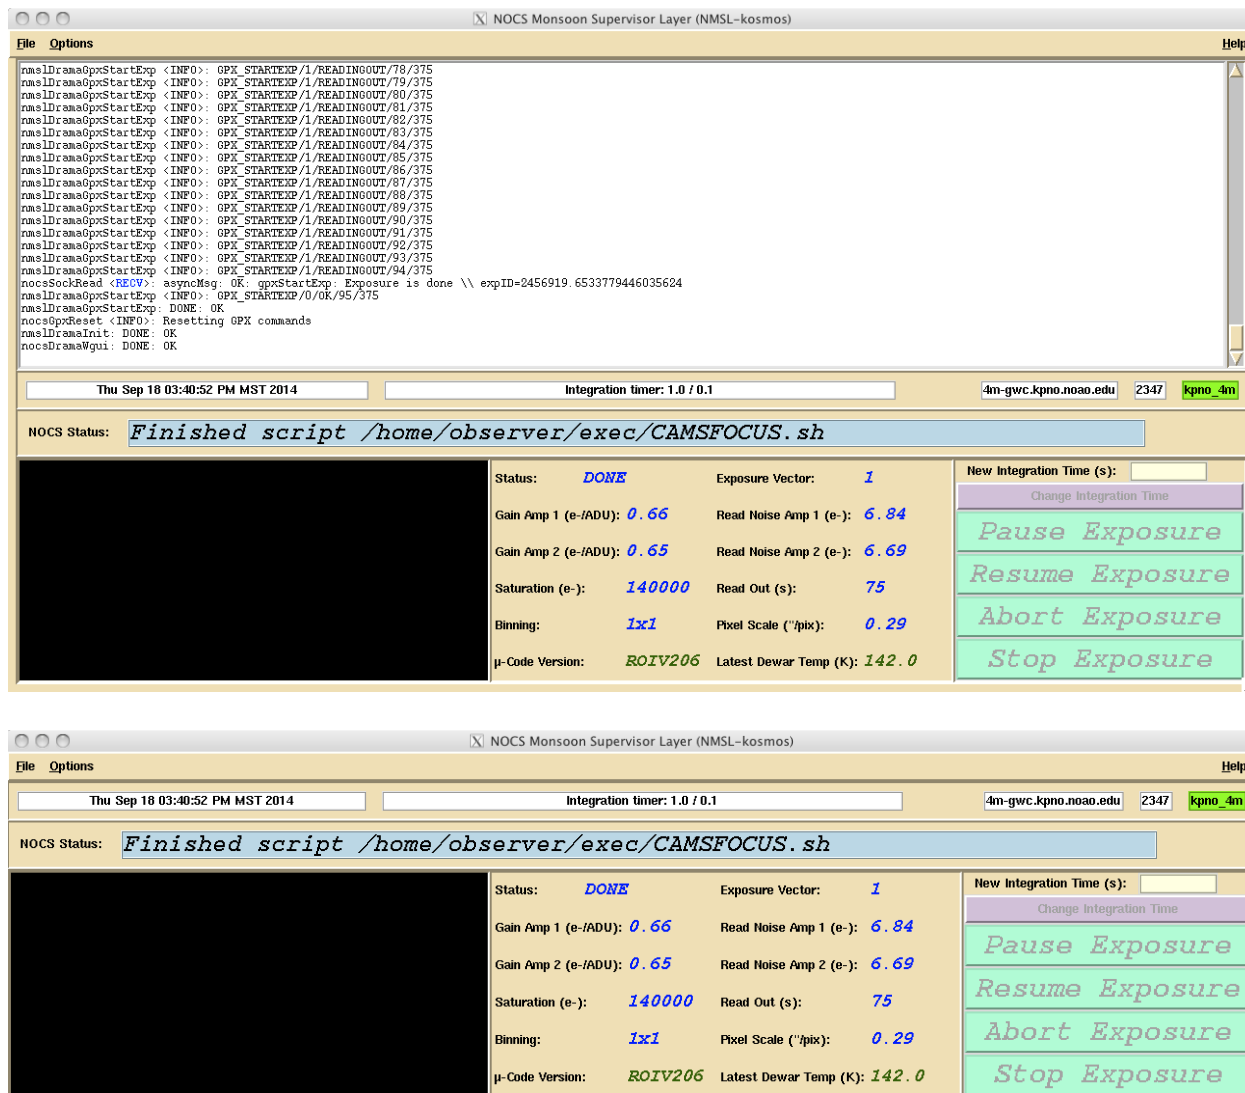 NOCS Monsoon Supervisor Layer (NMSL-kosmos)
File Options Help
nmslDramaGpxStartExp <INFO>: GPX_STARTEXP/1/READINGOUT/78/375
nmslDramaGpxStartExp <INFO>: GPX_STARTEXP/1/READINGOUT/79/375
nmslDramaGpxStartExp <INFO>: GPX_STARTEXP/1/READINGOUT/80/375
nmslDramaGpxStartExp <INFO>: GPX_STARTEXP/1/READINGOUT/81/375
nmslDramaGpxStartExp <INFO>: GPX_STARTEXP/1/READINGOUT/82/375
nmslDramaGpxStartExp <INFO>: GPX_STARTEXP/1/READINGOUT/83/375
nmslDramaGpxStartExp <INFO>: GPX_STARTEXP/1/READINGOUT/84/375
nmslDramaGpxStartExp <INFO>: GPX_STARTEXP/1/READINGOUT/85/375
nmslDramaGpxStartExp <INFO>: GPX_STARTEXP/1/READINGOUT/86/375
nmslDramaGpxStartExp <INFO>: GPX_STARTEXP/1/READINGOUT/87/375
nmslDramaGpxStartExp <INFO>: GPX_STARTEXP/1/READINGOUT/88/375
nmslDramaGpxStartExp <INFO>: GPX_STARTEXP/1/READINGOUT/89/375
nmslDramaGpxStartExp <INFO>: GPX_STARTEXP/1/READINGOUT/90/375
nmslDramaGpxStartExp <INFO>: GPX_STARTEXP/1/READINGOUT/91/375
nmslDramaGpxStartExp <INFO>: GPX_STARTEXP/1/READINGOUT/92/375
nmslDramaGpxStartExp <INFO>: GPX_STARTEXP/1/READINGOUT/93/375
nmslDramaGpxStartExp <INFO>: GPX_STARTEXP/1/READINGOUT/94/375
nocsSockRead <RECV>: asyncMsg: OK: gpxStartExp: Exposure is done \\ expID=2456919.6533779446035624
nmslDramaGpxStartExp <INFO>: GPX_STARTEXP/0/OK/95/375
nmslDramaGpxStartExp: DONE: OK
nocsGpxReset <INFO>: Resetting GPX commands
nmslDramaInit: DONE: OK
nocsDramaWgui: DONE: OK
Thu Sep 18 03:40:52 PM MST 2014 Integration timer: 1.0 / 0.1 4m-gwc.kpno.noao.edu 2347 kpno_4m
NOCS Status: Finished script /home/observer/exec/CAMSFOCUS.sh
Status: DONE Exposure Vector: 1
Gain Amp 1 (e-/ADU): 0.66 Read Noise Amp 1 (e-): 6.84
Gain Amp 2 (e-/ADU): 0.65 Read Noise Amp 2 (e-): 6.69
Saturation (e-): 140000 Read Out (s): 75
Binning: 1x1 Pixel Scale ("/pix): 0.29
µ-Code Version: ROIV206 Latest Dewar Temp (K): 142.0
New Integration Time (s):
Change Integration Time
Pause Exposure
Resume Exposure
Abort Exposure
Stop Exposure
NOCS Monsoon Supervisor Layer (NMSL-kosmos)
File Options Help
Thu Sep 18 03:40:52 PM MST 2014 Integration timer: 1.0 / 0.1 4m-gwc.kpno.noao.edu 2347 kpno_4m
NOCS Status: Finished script /home/observer/exec/CAMSFOCUS.sh
Status: DONE Exposure Vector: 1
Gain Amp 1 (e-/ADU): 0.66 Read Noise Amp 1 (e-): 6.84
Gain Amp 2 (e-/ADU): 0.65 Read Noise Amp 2 (e-): 6.69
Saturation (e-): 140000 Read Out (s): 75
Binning: 1x1 Pixel Scale ("/pix): 0.29
µ-Code Version: ROIV206 Latest Dewar Temp (K): 142.0
New Integration Time (s):
Change Integration Time
Pause Exposure
Resume Exposure
Abort Exposure
Stop Exposure